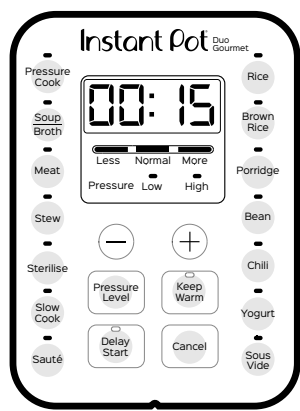 Instant Pot Duo
Gourmet
Pressure
Cook
Soup
Broth
Meat
Stew
Sterilise
Slow
Cook
Sauté
00:15
Less Normal More
Pressure Low High
−
+
Pressure
Level
Keep
Warm
Delay
Start
Cancel
Rice
Brown
Rice
Porridge
Bean
Chili
Yogurt
Sous
Vide